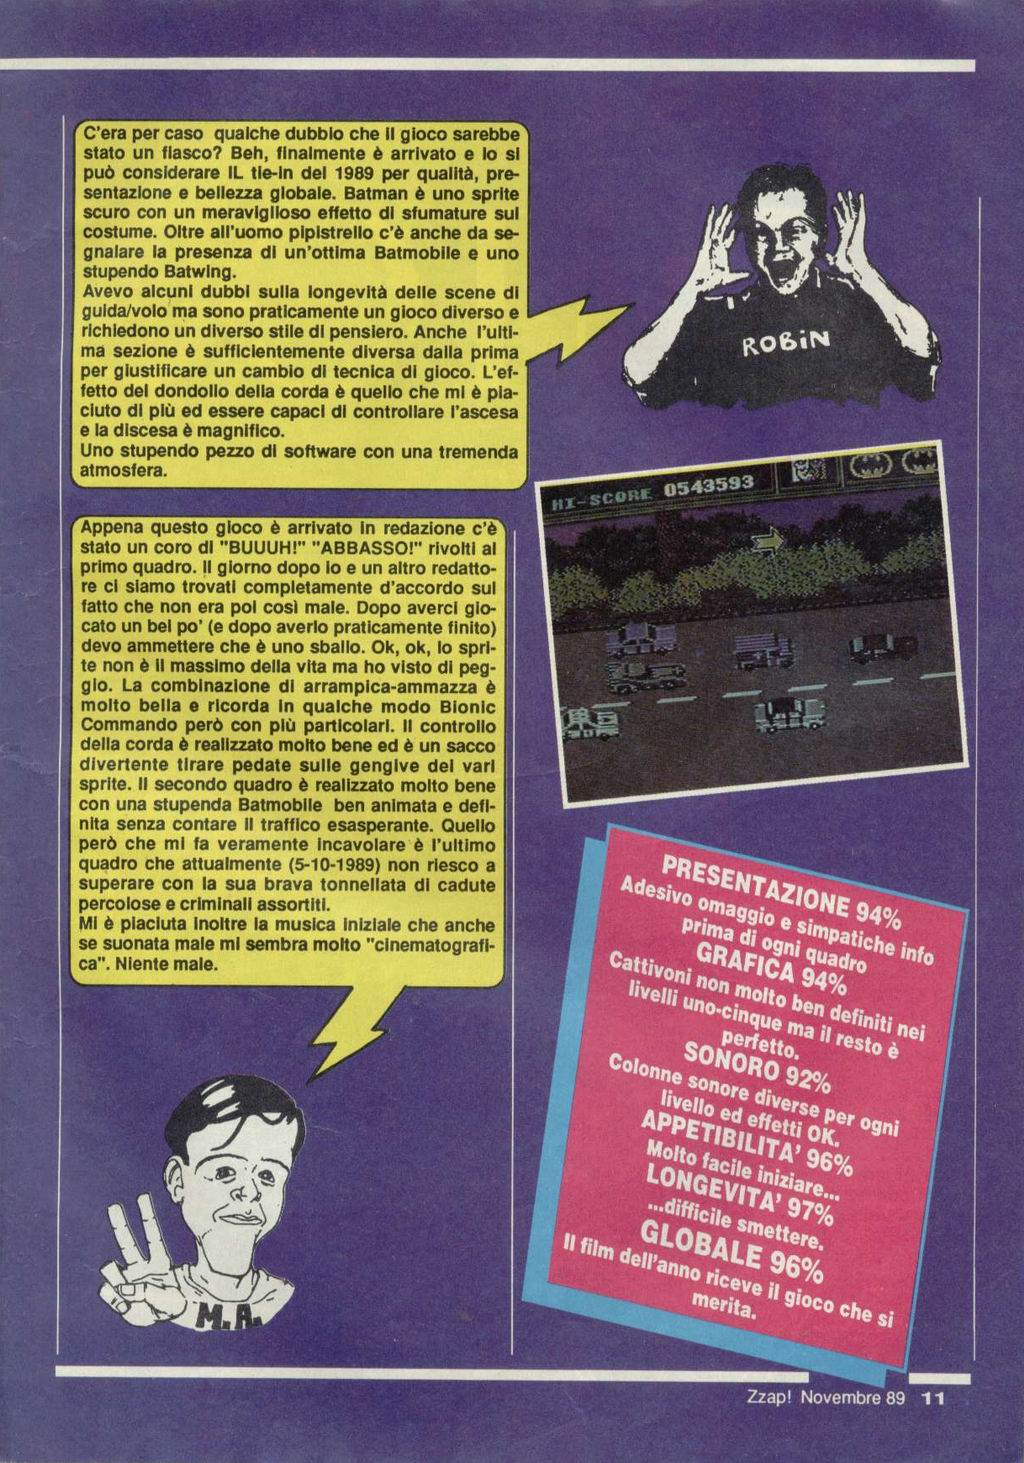 C'era per caso qualche dubbio che il gioco sarebbe
stato un fiasco? Beh, finalmente è arrivato e lo si
può considerare IL tie-in del 1989 per qualità, pre-
sentazione e bellezza globale. Batman è uno sprite
scuro con un meraviglioso effetto di sfumature sul
costume. Oltre all'uomo pipistrello c'è anche da se-
gnalare la presenza di un'ottima Batmobile e uno
stupendo Batwing.
Avevo alcuni dubbi sulla longevità delle scene di
guida/volo ma sono praticamente un gioco diverso e
richiedono un diverso stile di pensiero. Anche l'ulti-
ma sezione è sufficientemente diversa dalla prima
per giustificare un cambio di tecnica di gioco. L'ef-
fetto del dondolio della corda è quello che mi è pia-
ciuto di più ed essere capaci di controllare l'ascesa
e la discesa è magnifico.
Uno stupendo pezzo di software con una tremenda
atmosfera.
ROBiN
HI-SCORE 0543593
Appena questo gioco è arrivato in redazione c'è
stato un coro di "BUUUH!" "ABBASSO!" rivolti al
primo quadro. Il giorno dopo io e un altro redatto-
re ci siamo trovati completamente d'accordo sul
fatto che non era poi così male. Dopo averci gio-
cato un bel po' (e dopo averlo praticamente finito)
devo ammettere che è uno sballo. Ok, ok, lo spri-
te non è il massimo della vita ma ho visto di peg-
gio. La combinazione di arrampica-ammazza è
molto bella e ricorda in qualche modo Bionic
Commando però con più particolari. Il controllo
della corda è realizzato molto bene ed è un sacco
divertente tirare pedate sulle gengive dei vari
sprite. Il secondo quadro è realizzato molto bene
con una stupenda Batmobile ben animata e defi-
nita senza contare il traffico esasperante. Quello
però che mi fa veramente incavolare è l'ultimo
quadro che attualmente (5-10-1989) non riesco a
superare con la sua brava tonnellata di cadute
percolose e criminali assortiti.
Mi è piaciuta inoltre la musica iniziale che anche
se suonata male mi sembra molto "cinematografi-
ca". Niente male.
M.A.
PRESENTAZIONE 94%
Adesivo omaggio e simpatiche info
prima di ogni quadro
GRAFICA 94%
Cattivoni non molto ben definiti nei
livelli uno-cinque ma il resto è
perfetto.
SONORO 92%
Colonne sonore diverse per ogni
livello ed effetti OK.
APPETIBILITA' 96%
Molto facile iniziare...
LONGEVITA' 97%
...difficile smettere.
GLOBALE 96%
Il film dell'anno riceve il gioco che si
merita.
Zzap! Novembre 89 11